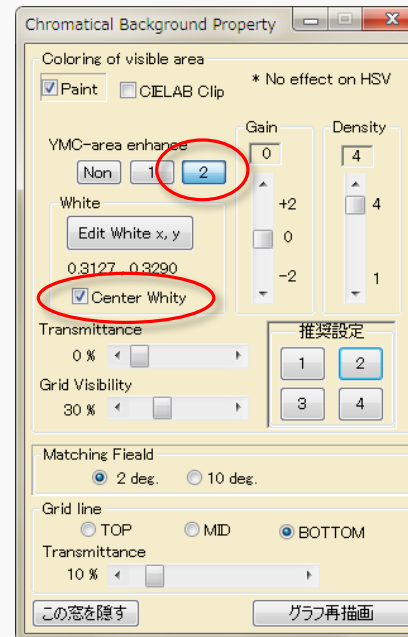 Chromatical Background Property
Coloring of visible area
Paint CIELAB Clip * No effect on HSV
YMC-area enhance
Non 1 2
Gain
0
+2
0
-2
Density
4
4
1
White
Edit White x, y
0.3127 , 0.3290
Center Whity
Transmittance
0 %
Grid Visibility
30 %
推奨設定
1 2
3 4
Matching Fieald
2 deg. 10 deg.
Grid line
TOP MID BOTTOM
Transmittance
10 %
この窓を隠す グラフ再描画